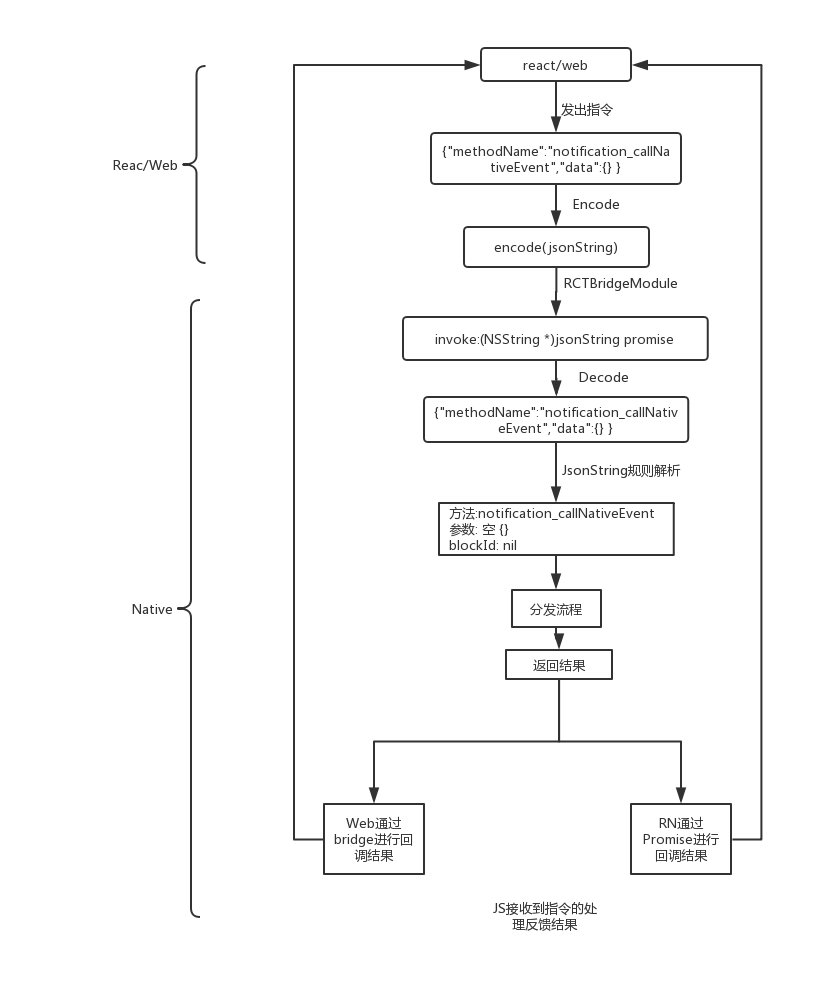 react/web
发出指令
Reac/Web
{"methodName":"notification_callNa
tiveEvent","data":{} }
Encode
encode(jsonString)
RCTBridgeModule
invoke:(NSString *)jsonString promise
Decode
{"methodName":"notification_callNativ
eEvent","data":{} }
JsonString规则解析
方法:notification_callNativeEvent
参数: 空 {}
blockId: nil
分发流程
Native
返回结果
Web通过
bridge进行回
调结果
RN通过
Promise进行
回调结果
JS接收到指令的处
理反馈结果